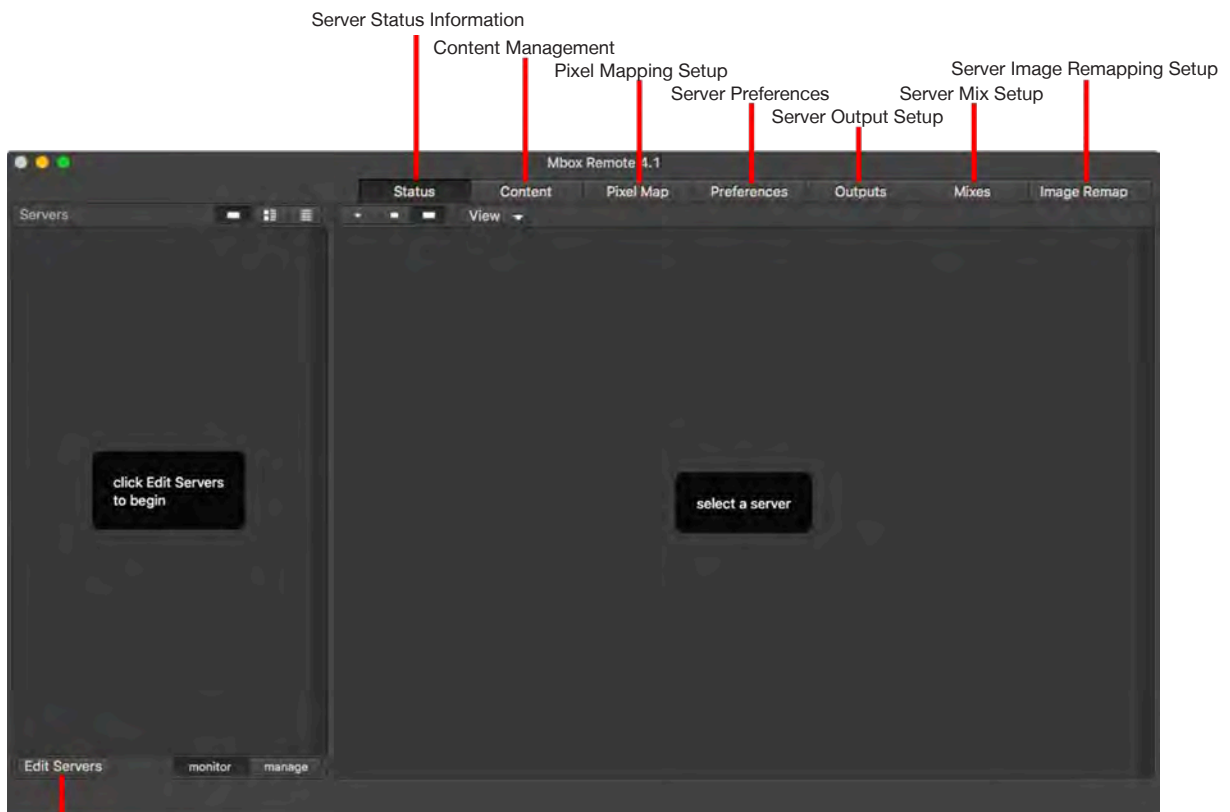 Server Status Information
Content Management
Pixel Mapping Setup
Server Image Remapping Setup
Server Preferences
Server Mix Setup
Server Output Setup
Mbox Remote 4.1
Status Content Pixel Map Preferences Outputs Mixes Image Remap
Servers View
click Edit Servers
to begin
select a server
Edit Servers monitor manage